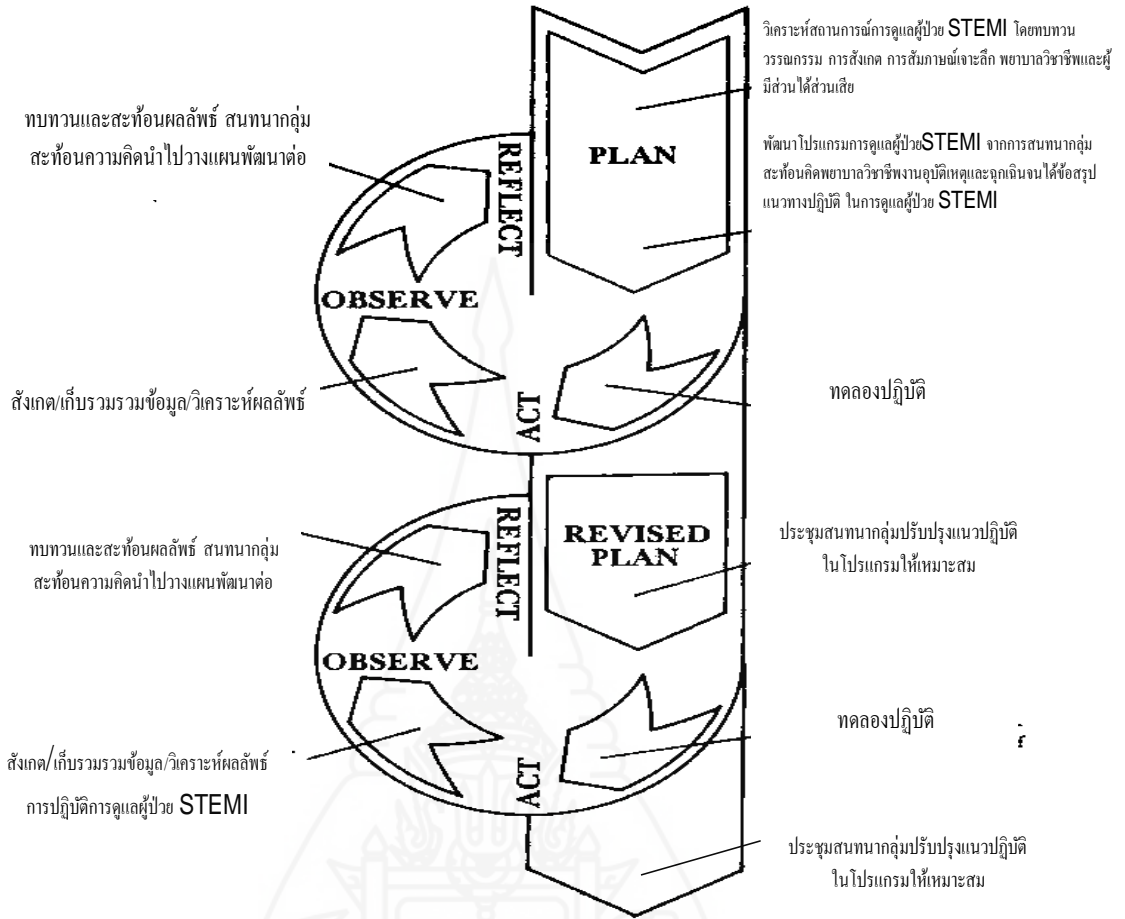 วิเคราะห์สถานการณ์การดูแลผู้ป่วย STEMI โดยทบทวน
วรรณกรรม การสังเกต การสัมภาษณ์เจาะลึก พยาบาลวิชาชีพและผู้
มีส่วนได้ส่วนเสีย
พัฒนาโปรแกรมการดูแลผู้ป่วยSTEMI จากการสนทนากลุ่ม
สะท้อนคิดพยาบาลวิชาชีพงานอุบัติเหตุและฉุกเฉินจนได้ข้อสรุป
แนวทางปฏิบัติ ในการดูแลผู้ป่วย STEMI
PLAN
ทบทวนและสะท้อนผลลัพธ์ สนทนากลุ่ม
สะท้อนความคิดนำไปวางแผนพัฒนาต่อ
REFLECT
OBSERVE
สังเกต/เก็บรวมรวมข้อมูล/วิเคราะห์ผลลัพธ์
ACT
ทดลองปฏิบัติ
REVISED
PLAN
ประชุมสนทนากลุ่มปรับปรุงแนวปฏิบัติ
ในโปรแกรมให้เหมาะสม
ทบทวนและสะท้อนผลลัพธ์ สนทนากลุ่ม
สะท้อนความคิดนำไปวางแผนพัฒนาต่อ
REFLECT
OBSERVE
สังเกต/เก็บรวมรวมข้อมูล/วิเคราะห์ผลลัพธ์
การปฏิบัติการดูแลผู้ป่วย STEMI
ACT
ทดลองปฏิบัติ
ประชุมสนทนากลุ่มปรับปรุงแนวปฏิบัติ
ในโปรแกรมให้เหมาะสม